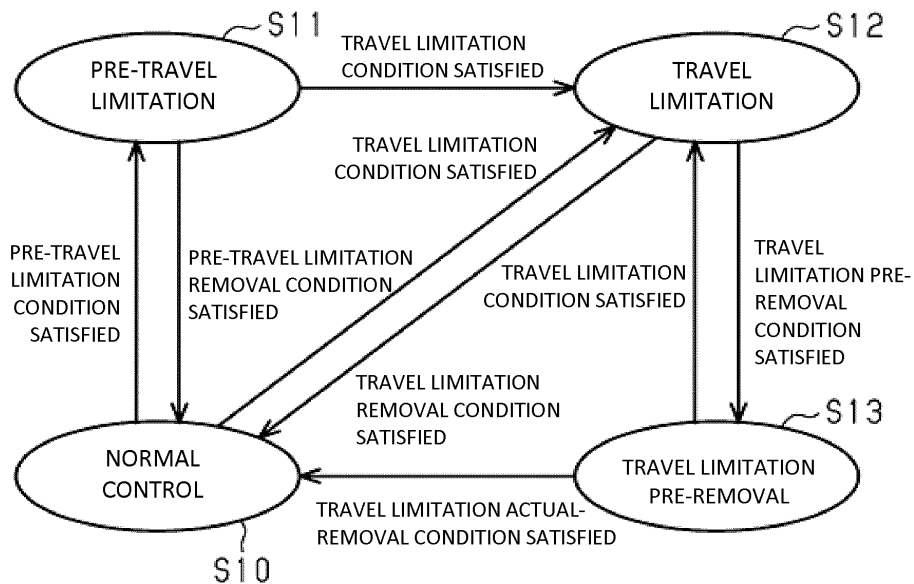 S11
S12
PRE-TRAVEL
LIMITATION
TRAVEL LIMITATION
CONDITION SATISFIED
TRAVEL
LIMITATION
TRAVEL LIMITATION
CONDITION SATISFIED
PRE-TRAVEL
LIMITATION
CONDITION
SATISFIED
PRE-TRAVEL LIMITATION
REMOVAL CONDITION
SATISFIED
TRAVEL LIMITATION
CONDITION SATISFIED
TRAVEL
LIMITATION PRE-
REMOVAL
CONDITION
SATISFIED
TRAVEL LIMITATION
REMOVAL CONDITION
SATISFIED
S13
NORMAL
CONTROL
TRAVEL LIMITATION
PRE-REMOVAL
TRAVEL LIMITATION ACTUAL-
REMOVAL CONDITION SATISFIED
S10